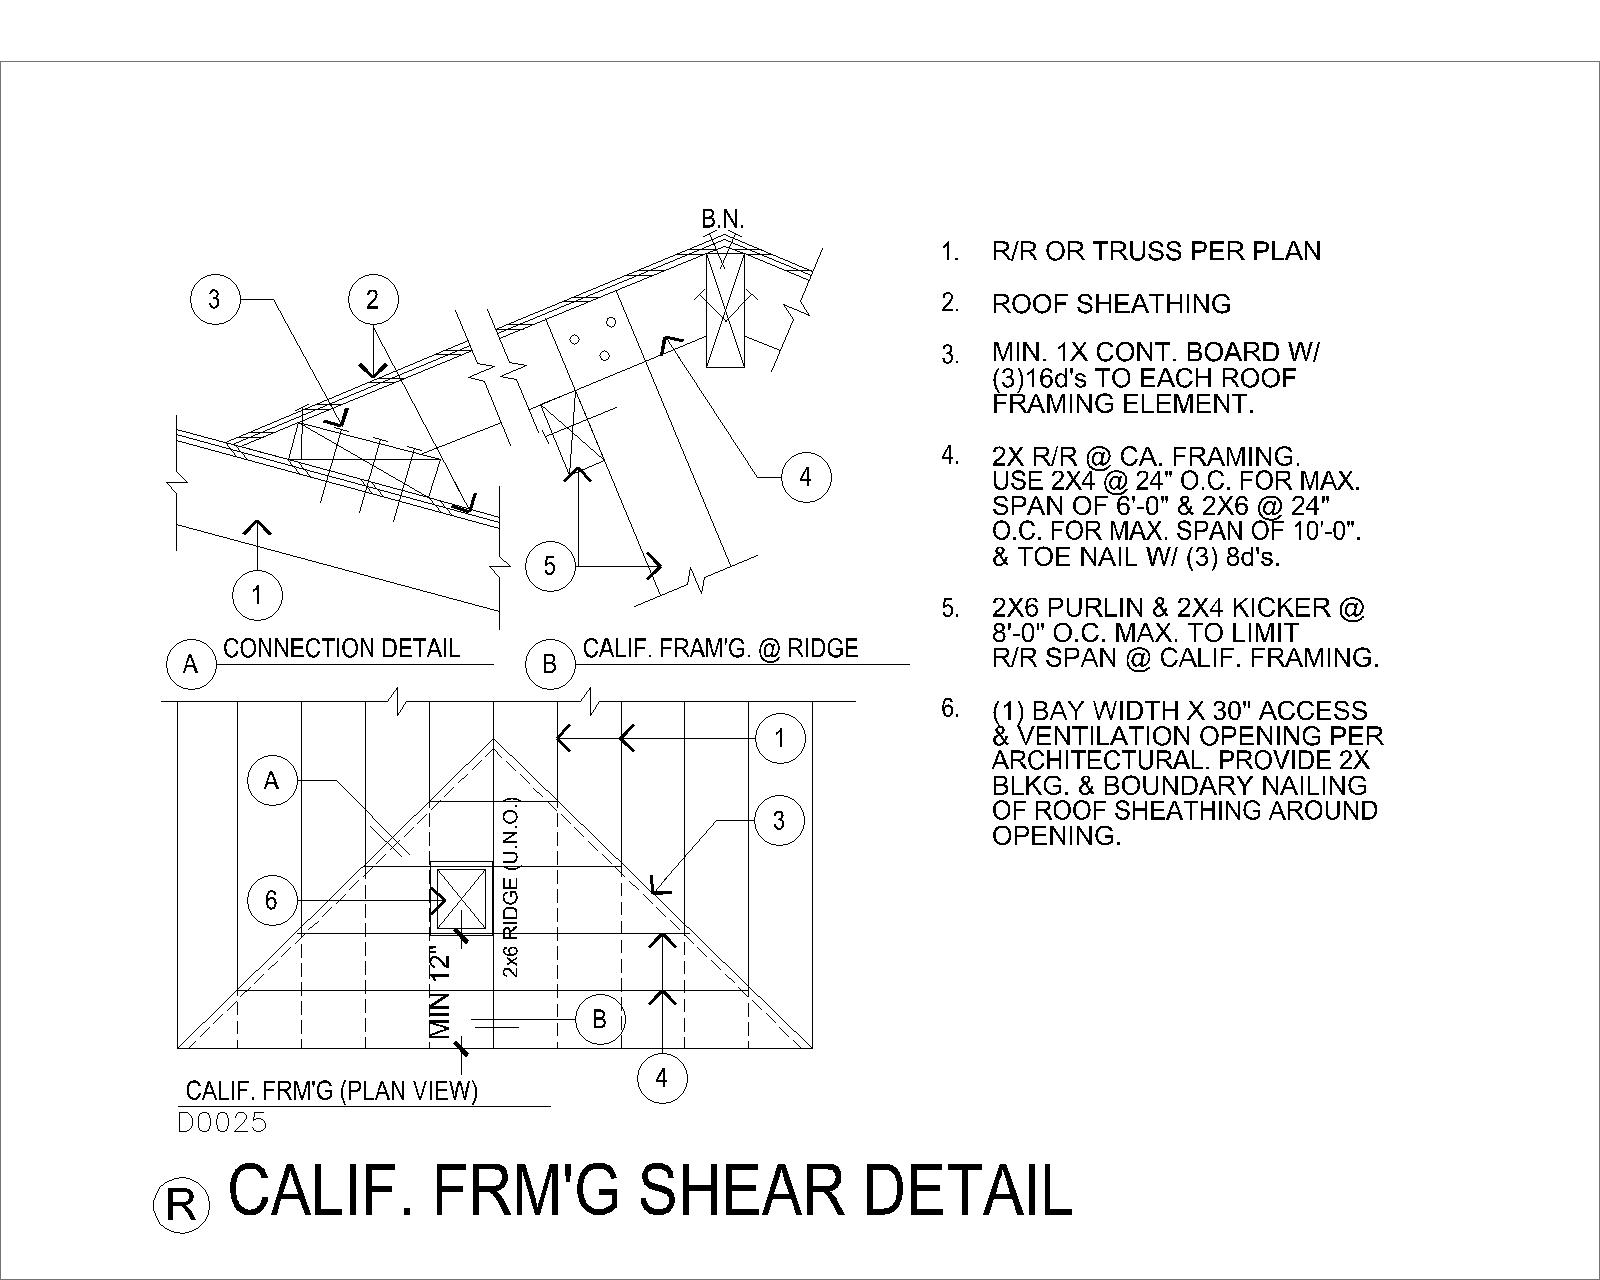 B.N.
3
2
4
5
1
A CONNECTION DETAIL
B CALIF. FRAM'G. @ RIDGE
1
A
3
6
2x6 RIDGE (U.N.O.)
MIN 12"
B
4
CALIF. FRM'G (PLAN VIEW)
D0025
R CALIF. FRM'G SHEAR DETAIL
1. R/R OR TRUSS PER PLAN
2. ROOF SHEATHING
3. MIN. 1X CONT. BOARD W/
(3)16d's TO EACH ROOF
FRAMING ELEMENT.
4. 2X R/R @ CA. FRAMING.
USE 2X4 @ 24" O.C. FOR MAX.
SPAN OF 6'-0" & 2X6 @ 24"
O.C. FOR MAX. SPAN OF 10'-0".
& TOE NAIL W/ (3) 8d's.
5. 2X6 PURLIN & 2X4 KICKER @
8'-0" O.C. MAX. TO LIMIT
R/R SPAN @ CALIF. FRAMING.
6. (1) BAY WIDTH X 30" ACCESS
& VENTILATION OPENING PER
ARCHITECTURAL. PROVIDE 2X
BLKG. & BOUNDARY NAILING
OF ROOF SHEATHING AROUND
OPENING.